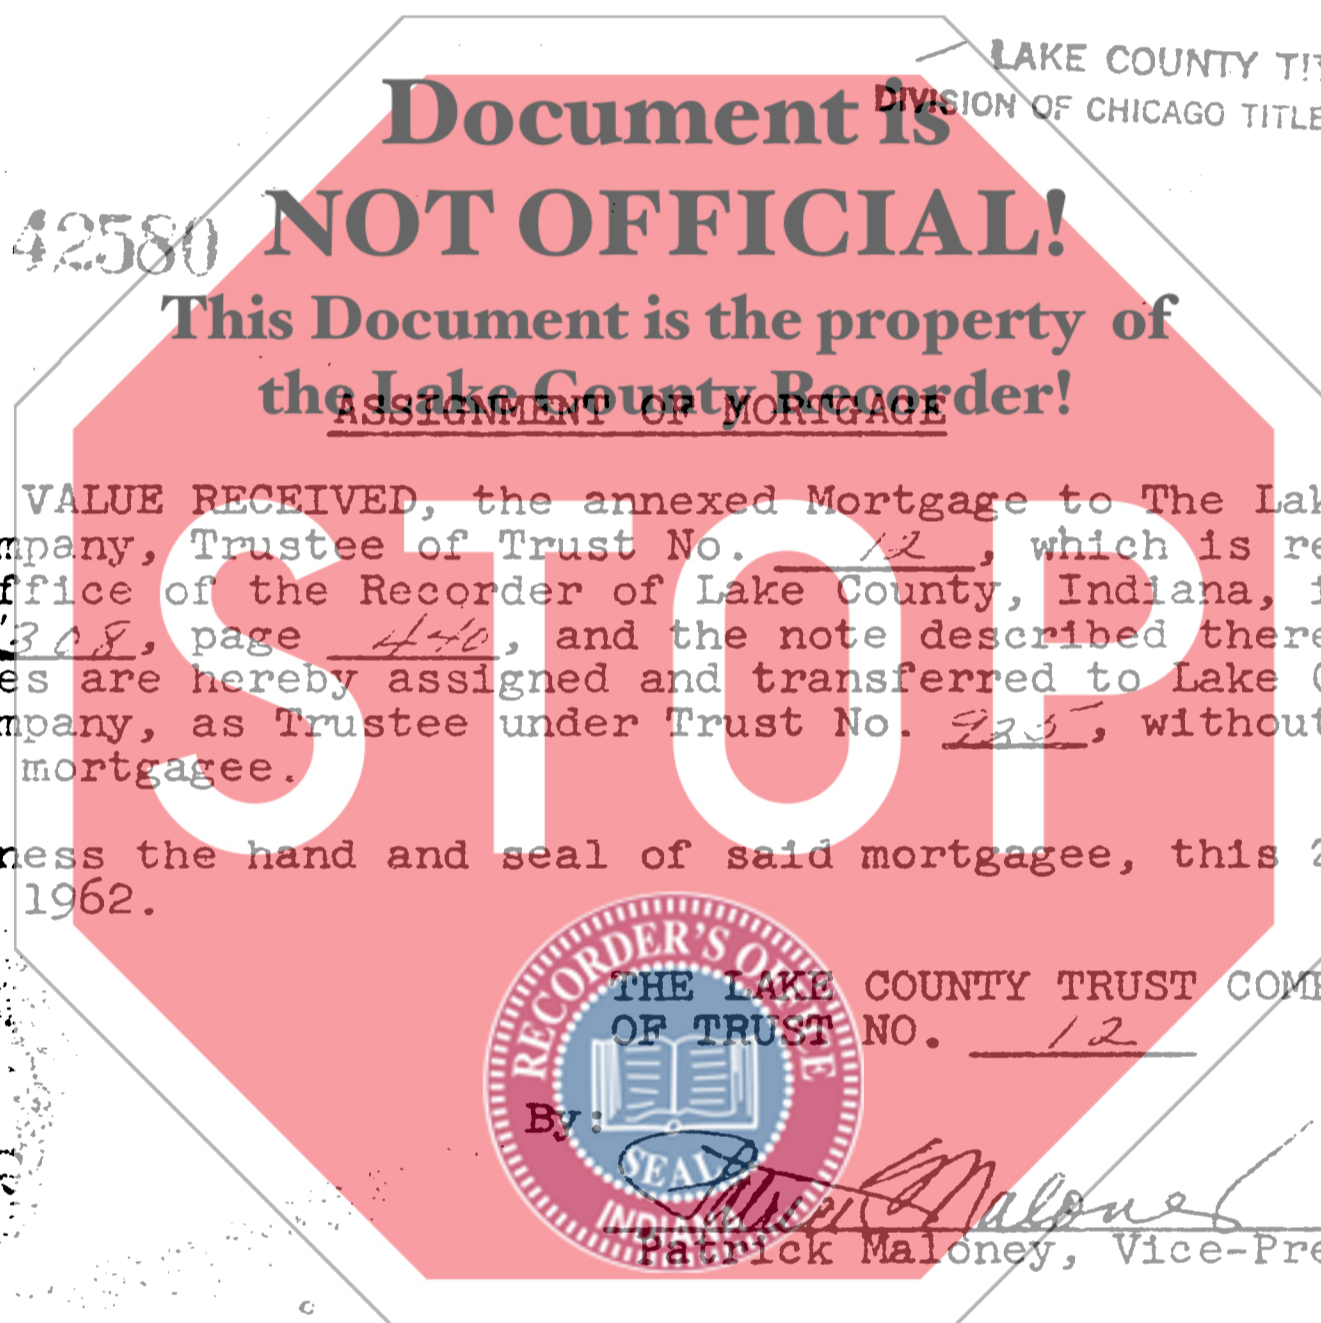 LAKE COUNTY TIT
DIVISION OF CHICAGO TITLE
Document is
NOT OFFICIAL!
42580
This Document is the property of
the Lake County Recorder!
ASSIGNMENT OF MORTGAGE
VALUE RECEIVED, the annexed Mortgage to The Lak
mpany, Trustee of Trust No. 12, which is re
ffice of the Recorder of Lake County, Indiana, i
308, page 440, and the note described there
es are hereby assigned and transferred to Lake C
mpany, as Trustee under Trust No. 925, without
mortgagee.
STOP
ness the hand and seal of said mortgagee, this 2
1962.
RECORDER'S OFFICE
THE LAKE COUNTY TRUST COMP
OF TRUST NO. 12
By:
SEAL
INDIANA
Patrick Maloney, Vice-Pre